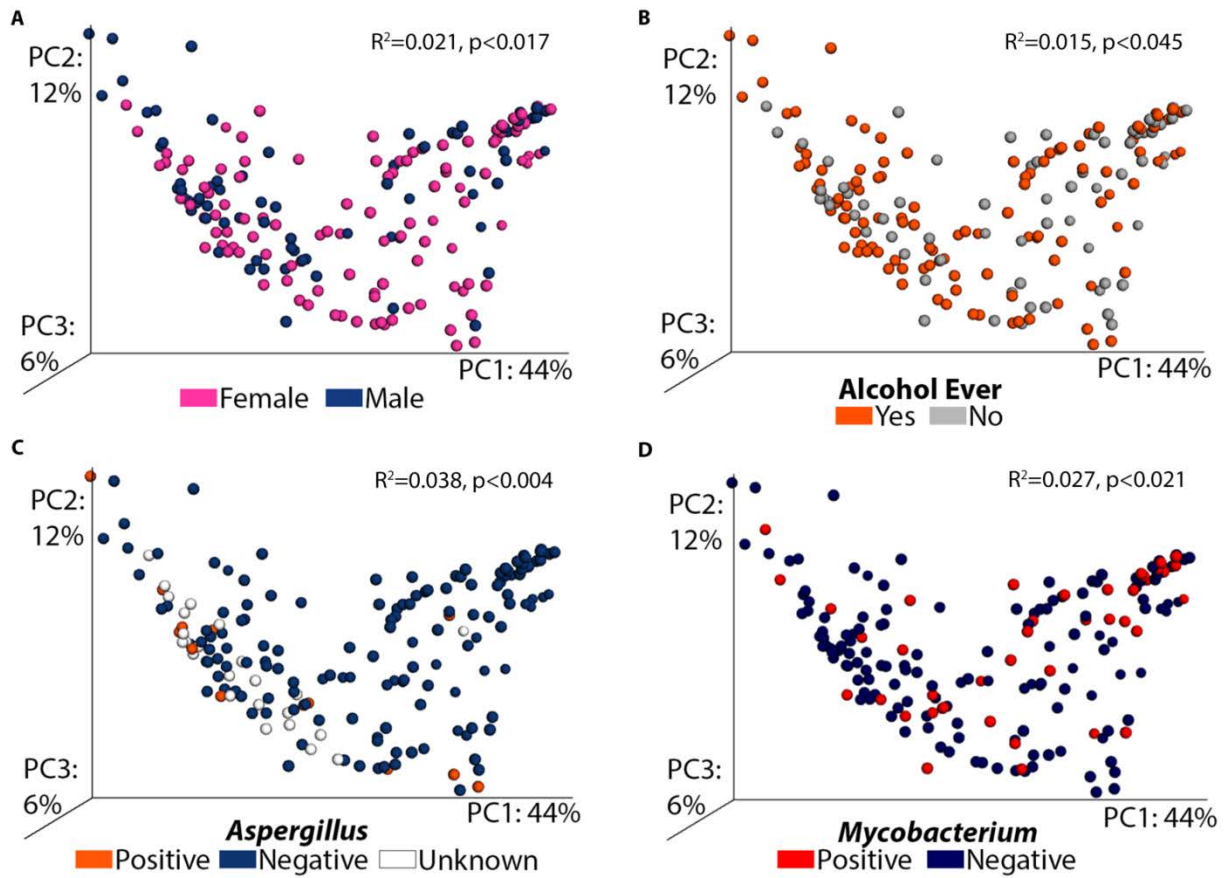 A
R²=0.021, p<0.017
PC2:
12%
PC3:
6%
PC1: 44%
Female Male
B
R²=0.015, p<0.045
PC2:
12%
PC3:
6%
PC1: 44%
Alcohol Ever
Yes No
C
R²=0.038, p<0.004
PC2:
12%
PC3:
6%
PC1: 44%
Aspergillus
Positive Negative Unknown
D
R²=0.027, p<0.021
PC2:
12%
PC3:
6%
PC1: 44%
Mycobacterium
Positive Negative